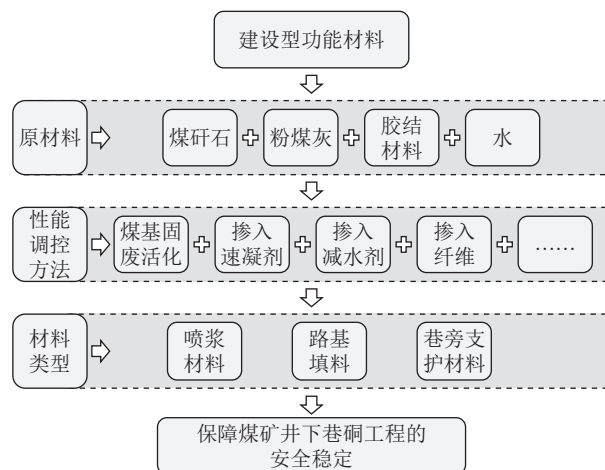 建设型功能材料
原材料
煤矸石
粉煤灰
胶结
材料
水
性能
调控
方法
煤基固
废活化
掺入
速凝剂
掺入
减水剂
掺入
纤维
……
材料
类型
喷浆
材料
路基
填料
巷旁支
护材料
保障煤矿井下巷硐工程的
安全稳定